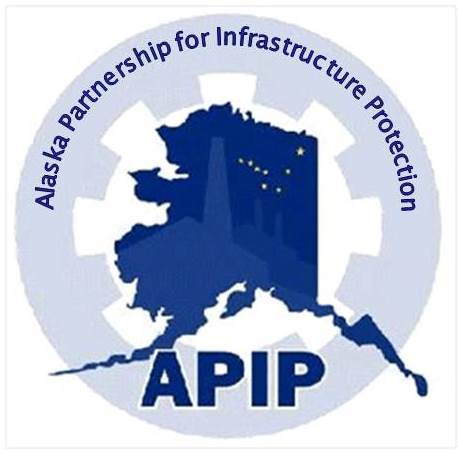 Alaska Partnership for Infrastructure Protection
APIP